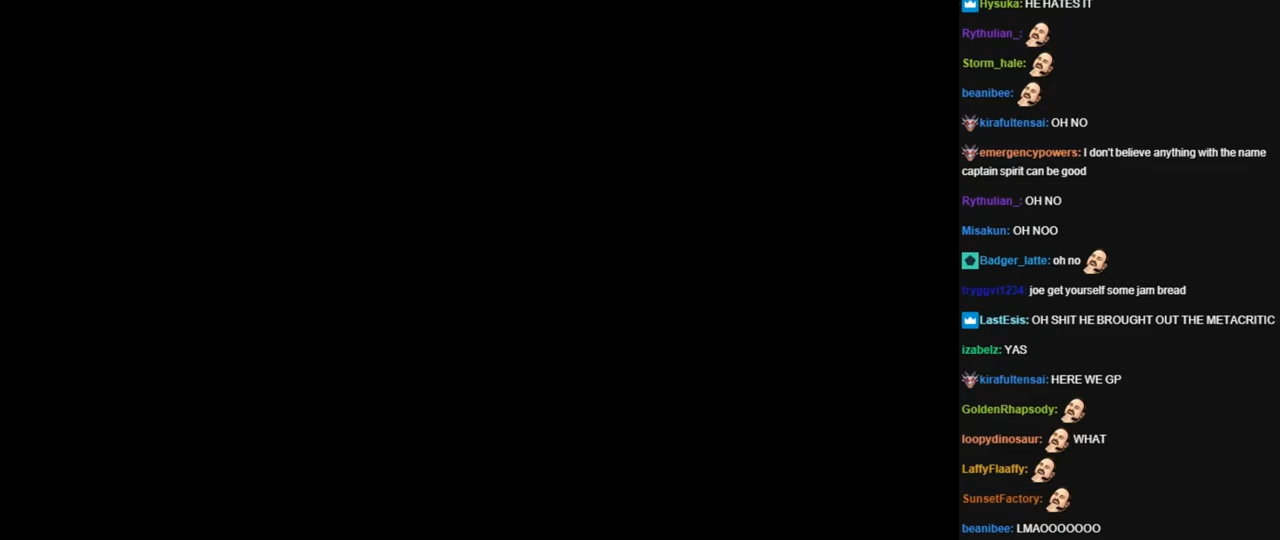 Hysuka: HE HATES IT
Rythulian_:
Storm_hale:
beanibee:
kirafultensai: OH NO
emergencypowers: I don't believe anything with the name
captain spirit can be good
Rythulian_: OH NO
Misakun: OH NOO
Badger_latte: oh no
tryggvi1234: joe get yourself some jam bread
LastEsis: OH SHIT HE BROUGHT OUT THE METACRITIC
izabelz: YAS
kirafultensai: HERE WE GP
GoldenRhapsody:
loopydinosaur: WHAT
LaffyFlaaffy:
SunsetFactory:
beanibee: LMAOOOOOOO